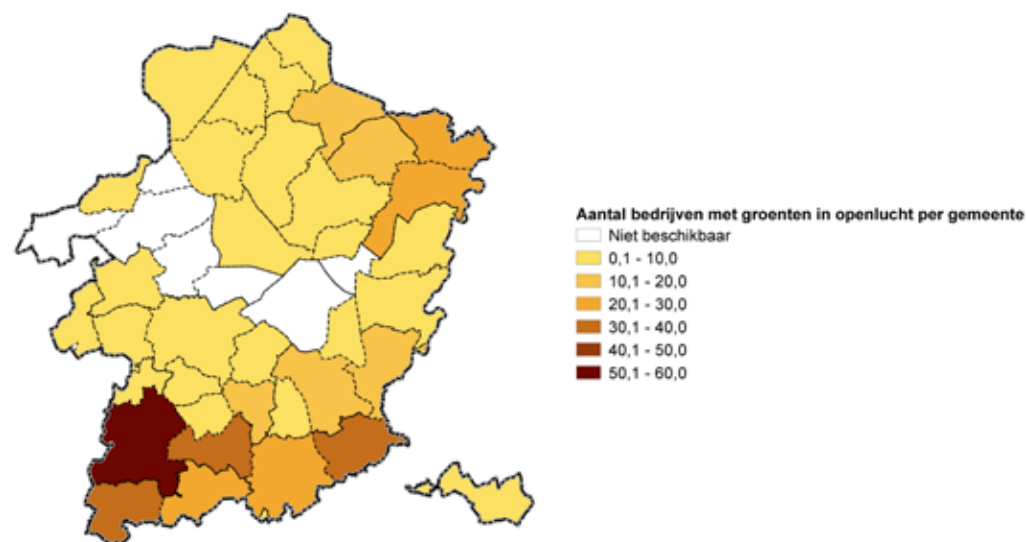 Aantal bedrijven met groenten in openlucht per gemeente
Niet beschikbaar
0,1 - 10,0
10,1 - 20,0
20,1 - 30,0
30,1 - 40,0
40,1 - 50,0
50,1 - 60,0